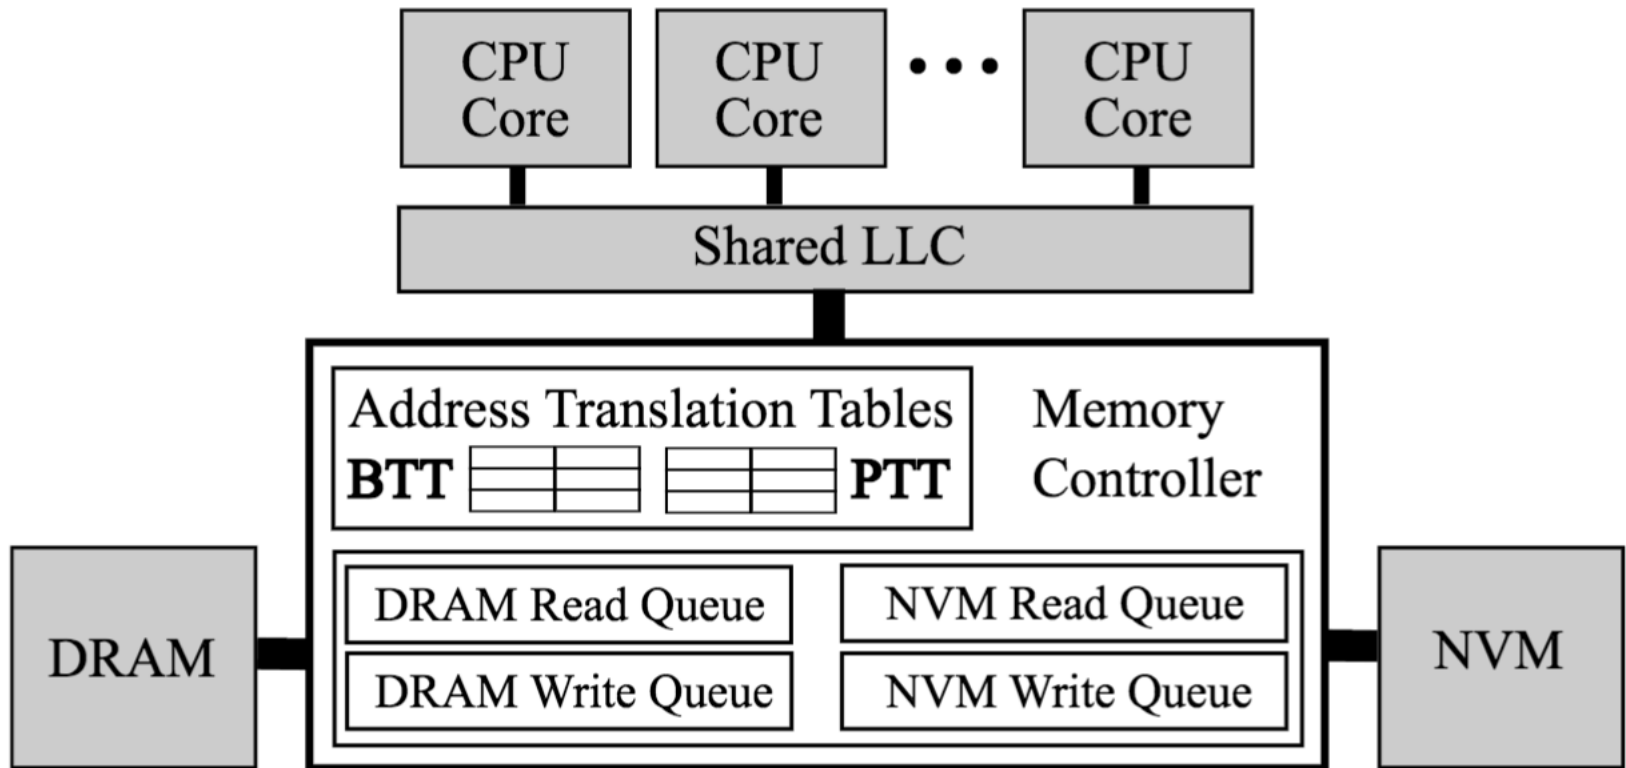 CPU
Core
CPU
Core
CPU
Core
Shared LLC
Address Translation Tables
BTT
PTT
Memory
Controller
DRAM Read Queue
NVM Read Queue
DRAM Write Queue
NVM Write Queue
DRAM
NVM